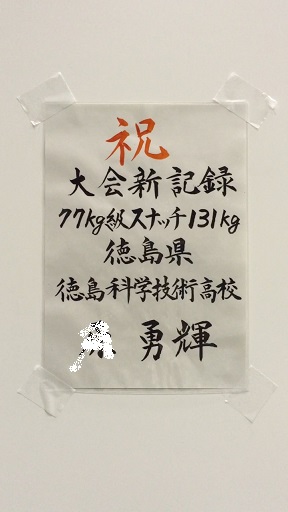 祝
大会新記録
77kg級スナッチ131kg
徳島県
徳島科学技術高校
勇輝